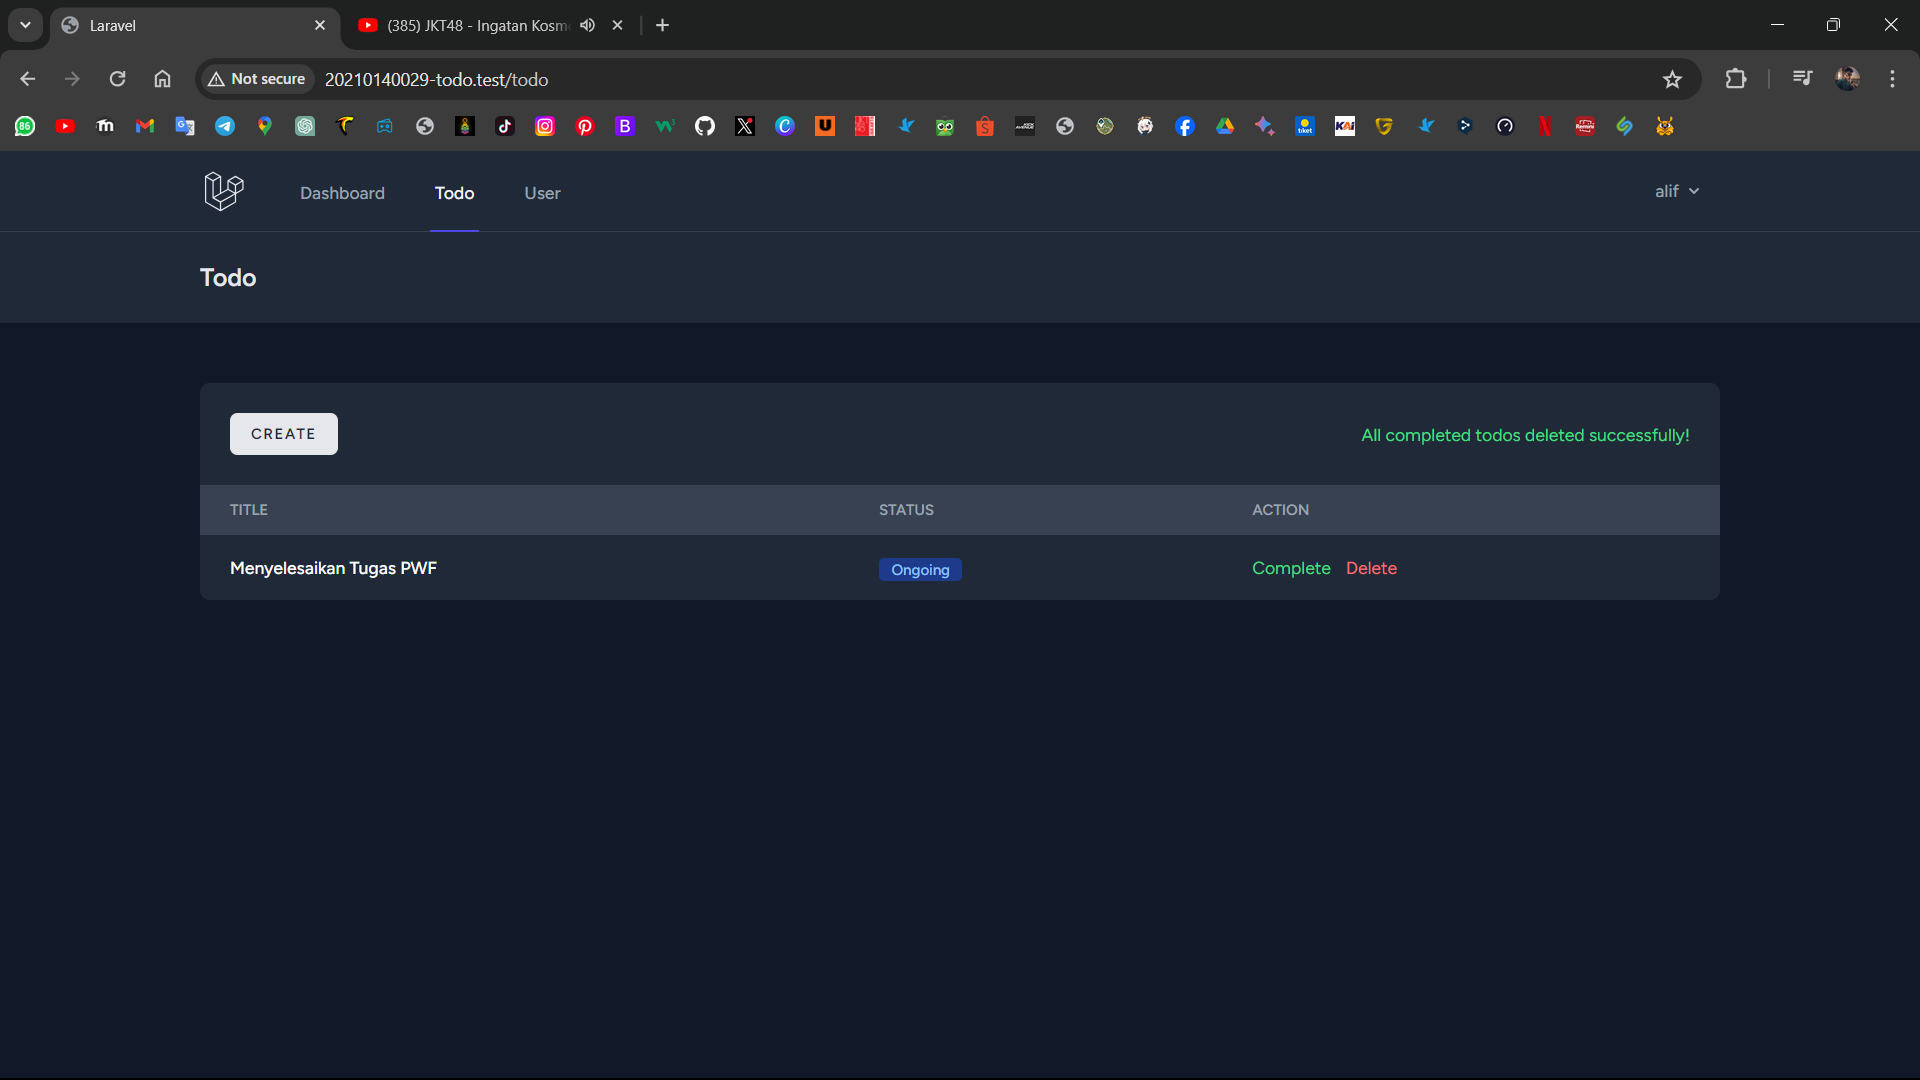 Laravel
(385) JKT48 - Ingatan Kosm
Not secure
20210140029-todo.test/todo
Dashboard
Todo
User
alif
Todo
CREATE
All completed todos deleted successfully!
TITLE
STATUS
ACTION
Menyelesaikan Tugas PWF
Ongoing
Complete
Delete